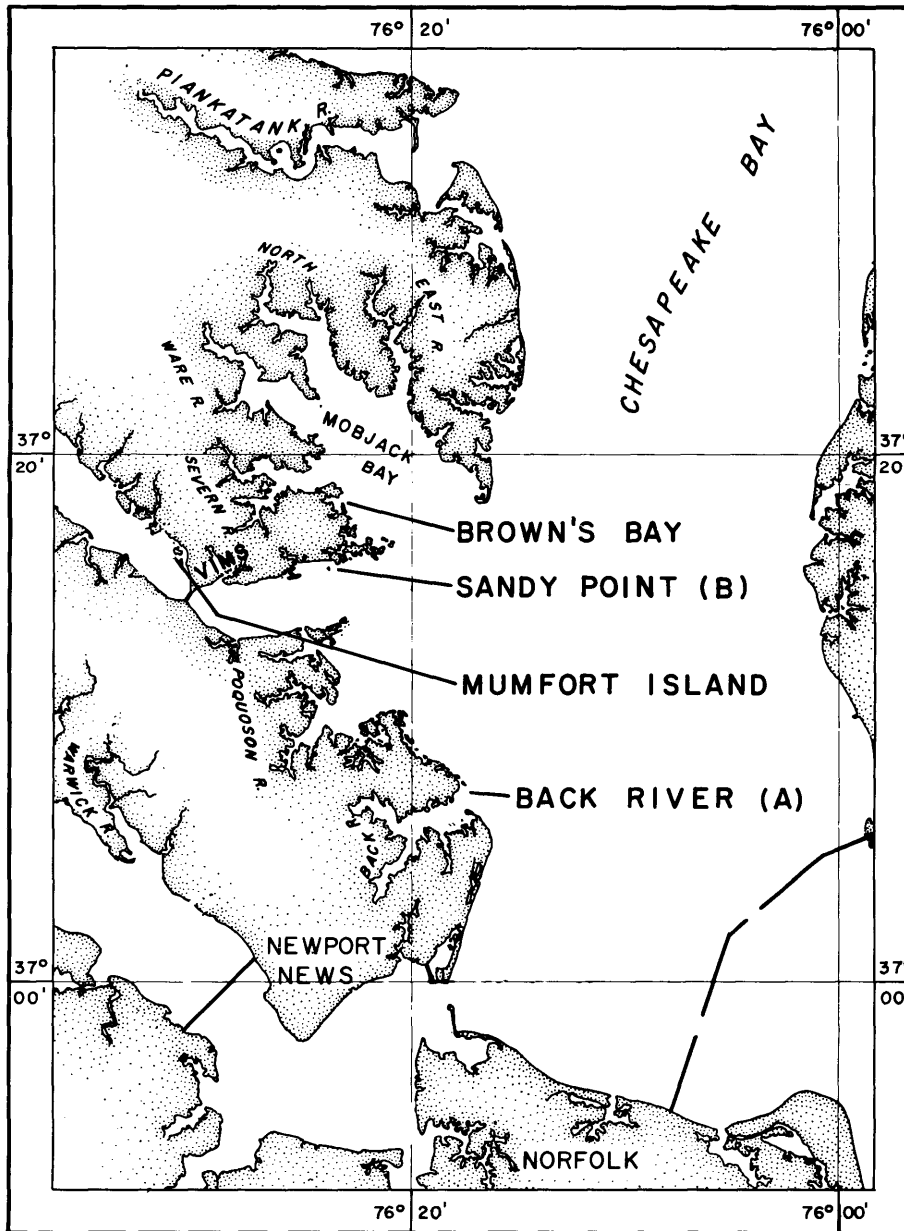 76° 20' 76° 00'
PIANKATANK R.
CHESAPEAKE BAY
NORTH
EAST R.
WARE R.
MOBJACK
BAY
37° 37°
20' 20'
SEVERN
BROWN'S BAY
VIMS
SANDY POINT (B)
MUMFORT ISLAND
POQUOSON R.
WARWICK R.
BACK RIVER (A)
BACK R.
NEWPORT
NEWS
37° 37°
00' 00'
NORFOLK
76° 20' 76° 00'